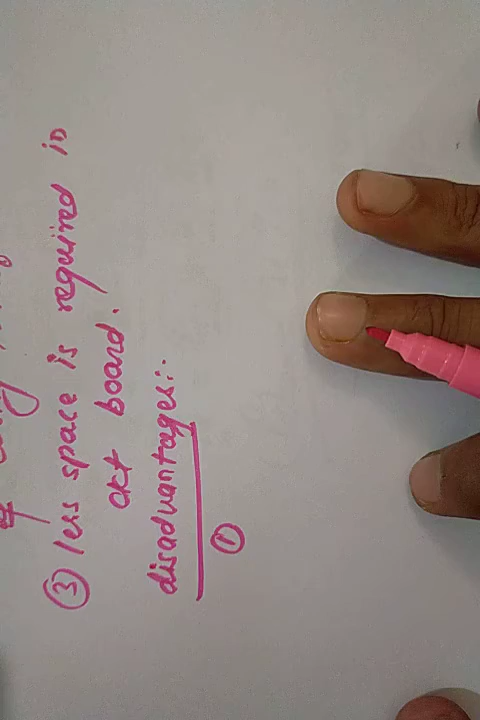 ③ less space is required in
ckt board.
disadvantages:-
①